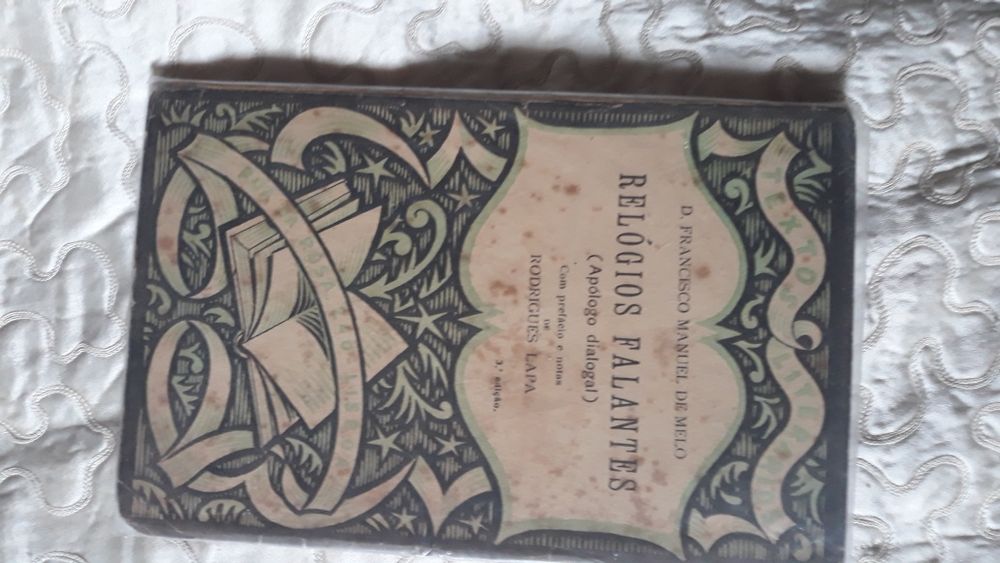 TEXTOS LITERÁRIOS
D. FRANCISCO MANUEL DE MELO
RELÓGIOS FALANTES
(Apólogo dialogal)
Com prefácio e notas
DE
RODRIGUES LAPA